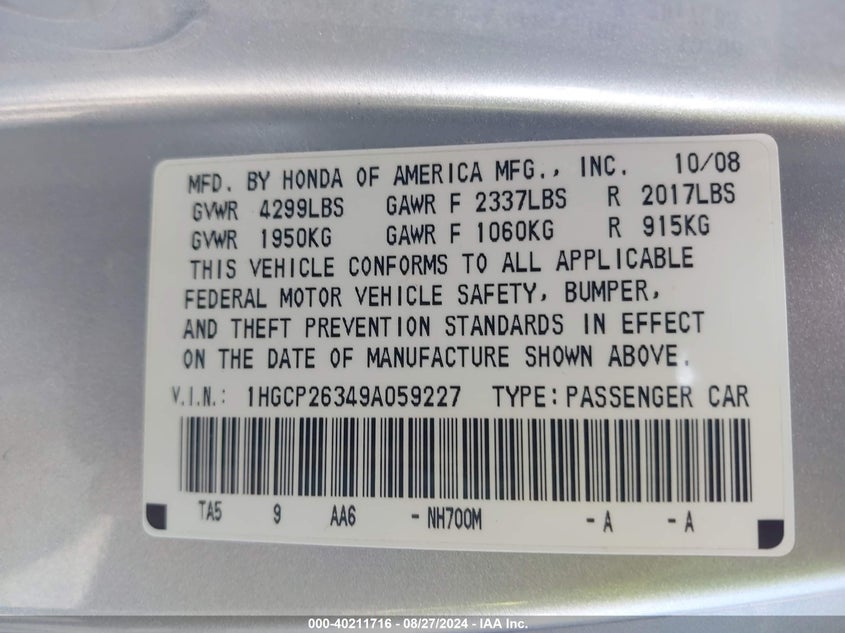 MFD. BY HONDA OF AMERICA MFG., INC. 10/08
GVWR 4299LBS GAWR F 2337LBS R 2017LBS
GVWR 1950KG GAWR F 1060KG R 915KG
THIS VEHICLE CONFORMS TO ALL APPLICABLE
FEDERAL MOTOR VEHICLE SAFETY, BUMPER,
AND THEFT PREVENTION STANDARDS IN EFFECT
ON THE DATE OF MANUFACTURE SHOWN ABOVE.
V.I.N.: 1HGCP26349A059227 TYPE: PASSENGER CAR
TA5 9 AA6 - NH700M - A - A
000-40211716 - 08/27/2024 - IAA Inc.